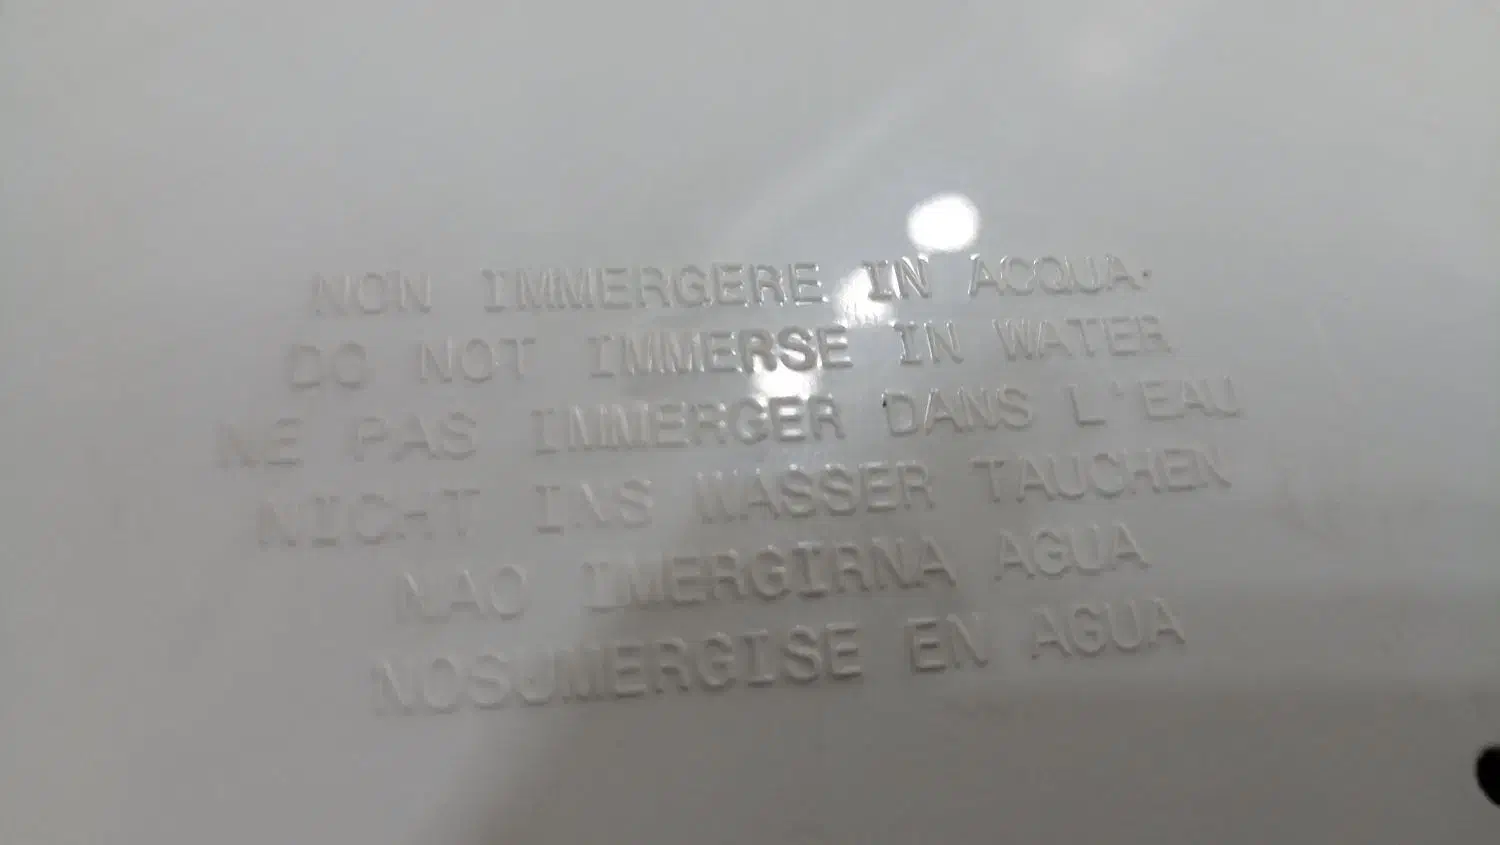 NON IMMERGERE IN ACQUA.
DO NOT IMMERSE IN WATER
NE PAS IMMERGER DANS L'EAU
NICHT INS WASSER TAUCHEN
NAO IMERGIRNA AGUA
NOSUMERGISE EN AGUA